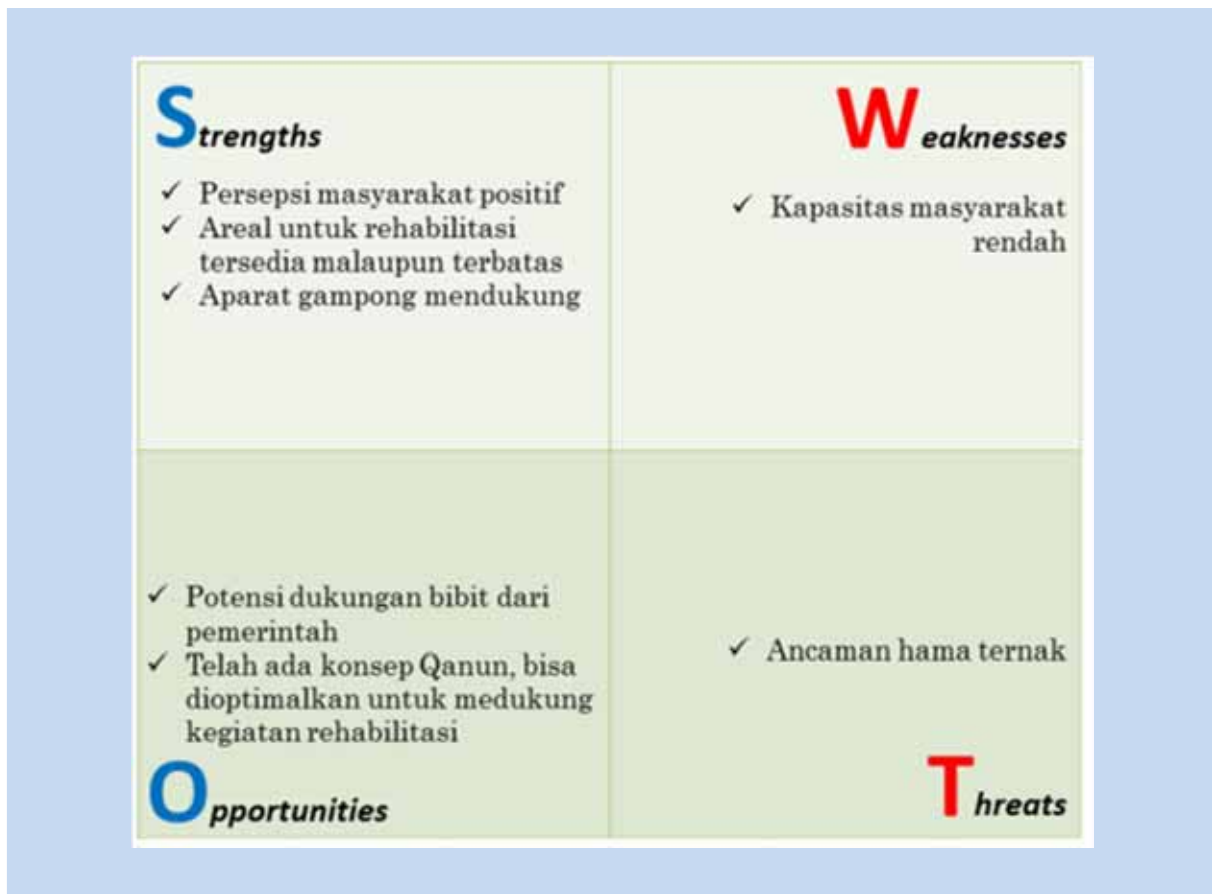 Strengths
✓ Persepsi masyarakat positif
✓ Areal untuk rehabilitasi
tersedia malaupun terbatas
✓ Aparat gampong mendukung
Weaknesses
✓ Kapasitas masyarakat
rendah
✓ Potensi dukungan bibit dari
pemerintah
✓ Telah ada konsep Qanun, bisa
dioptimalkan untuk medukung
kegiatan rehabilitasi
Opportunities
✓ Ancaman hama ternak
Threats